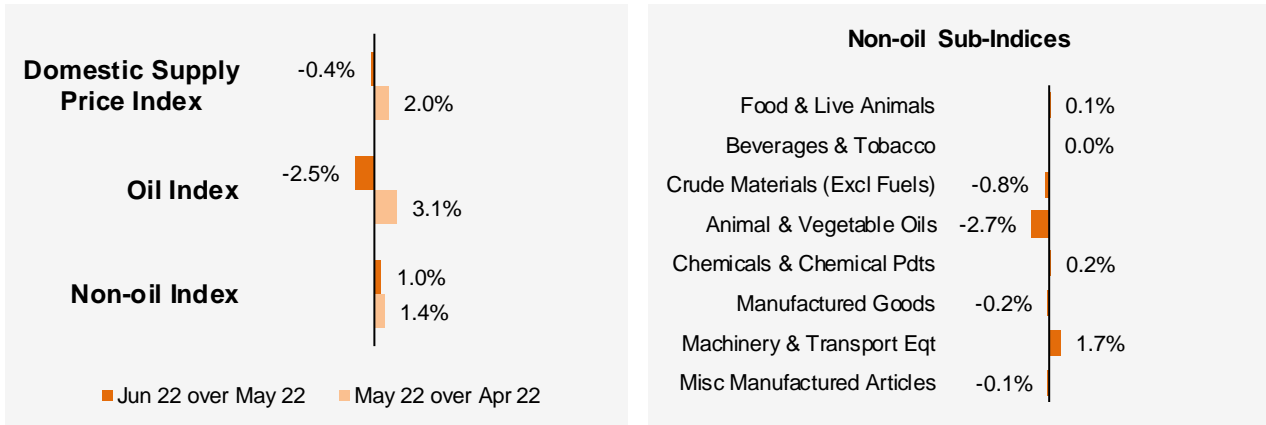 Domestic Supply
Price Index
-0.4%
2.0%
Oil Index
-2.5%
3.1%
Non-oil Index
1.0%
1.4%
Jun 22 over May 22
May 22 over Apr 22
Non-oil Sub-Indices
Food & Live Animals 0.1%
Beverages & Tobacco 0.0%
Crude Materials (Excl Fuels) -0.8%
Animal & Vegetable Oils -2.7%
Chemicals & Chemical Pdts 0.2%
Manufactured Goods -0.2%
Machinery & Transport Eqt 1.7%
Misc Manufactured Articles -0.1%